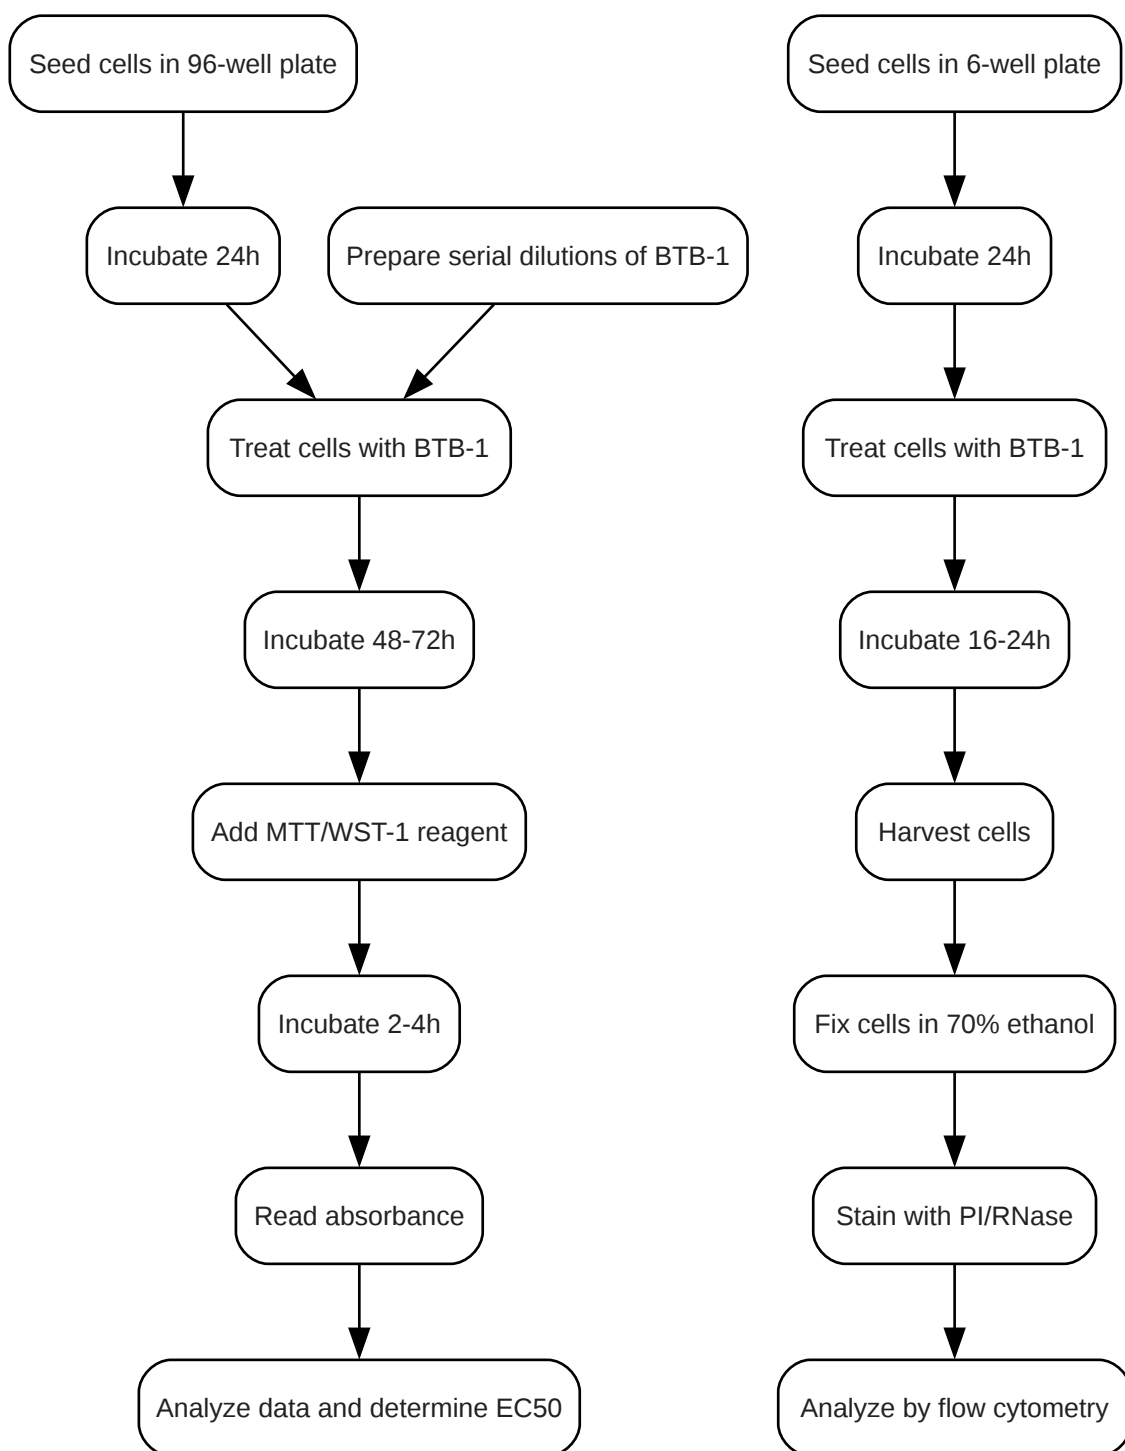 Seed cells in 96-well plate
Incubate 24h
Prepare serial dilutions of BTB-1
Treat cells with BTB-1
Incubate 48-72h
Add MTT/WST-1 reagent
Incubate 2-4h
Read absorbance
Analyze data and determine EC50
Seed cells in 6-well plate
Incubate 24h
Treat cells with BTB-1
Incubate 16-24h
Harvest cells
Fix cells in 70% ethanol
Stain with PI/RNase
Analyze by flow cytometry